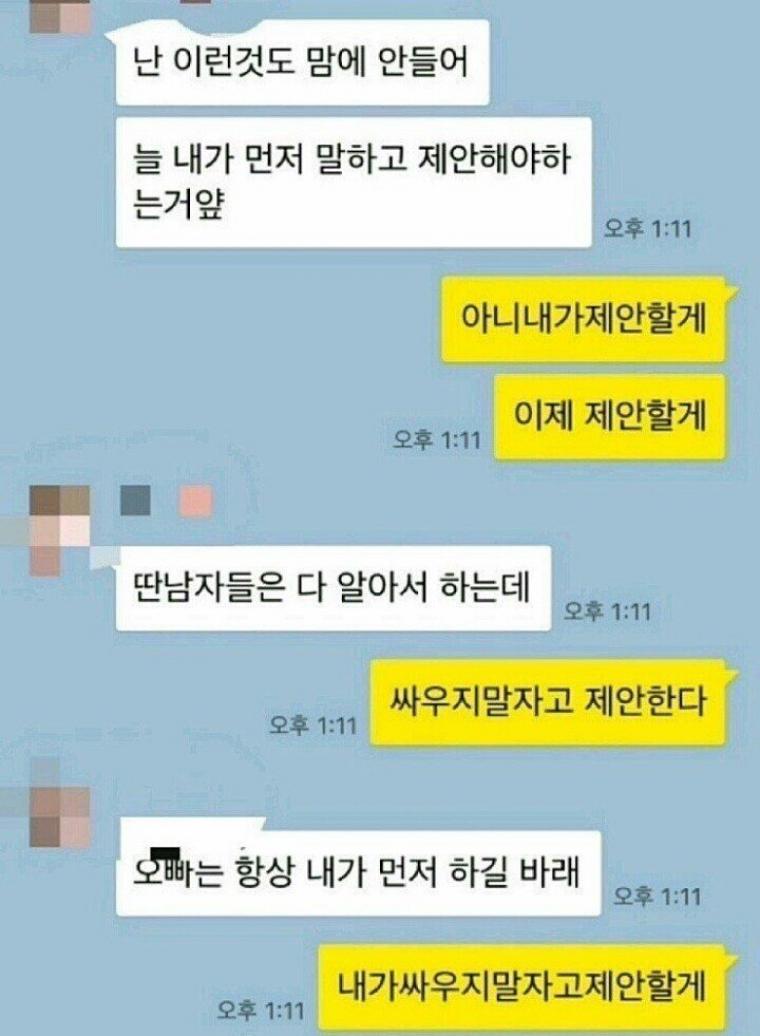 난 이런것도 맘에 안들어
늘 내가 먼저 말하고 제안해야하
는거얖
오후 1:11
아니내가제안할게
이제 제안할게
오후 1:11
딴남자들은 다 알아서 하는데
오후 1:11
싸우지말자고 제안한다
오후 1:11
오빠는 항상 내가 먼저 하길 바래
오후 1:11
내가싸우지말자고제안할게
오후 1:11